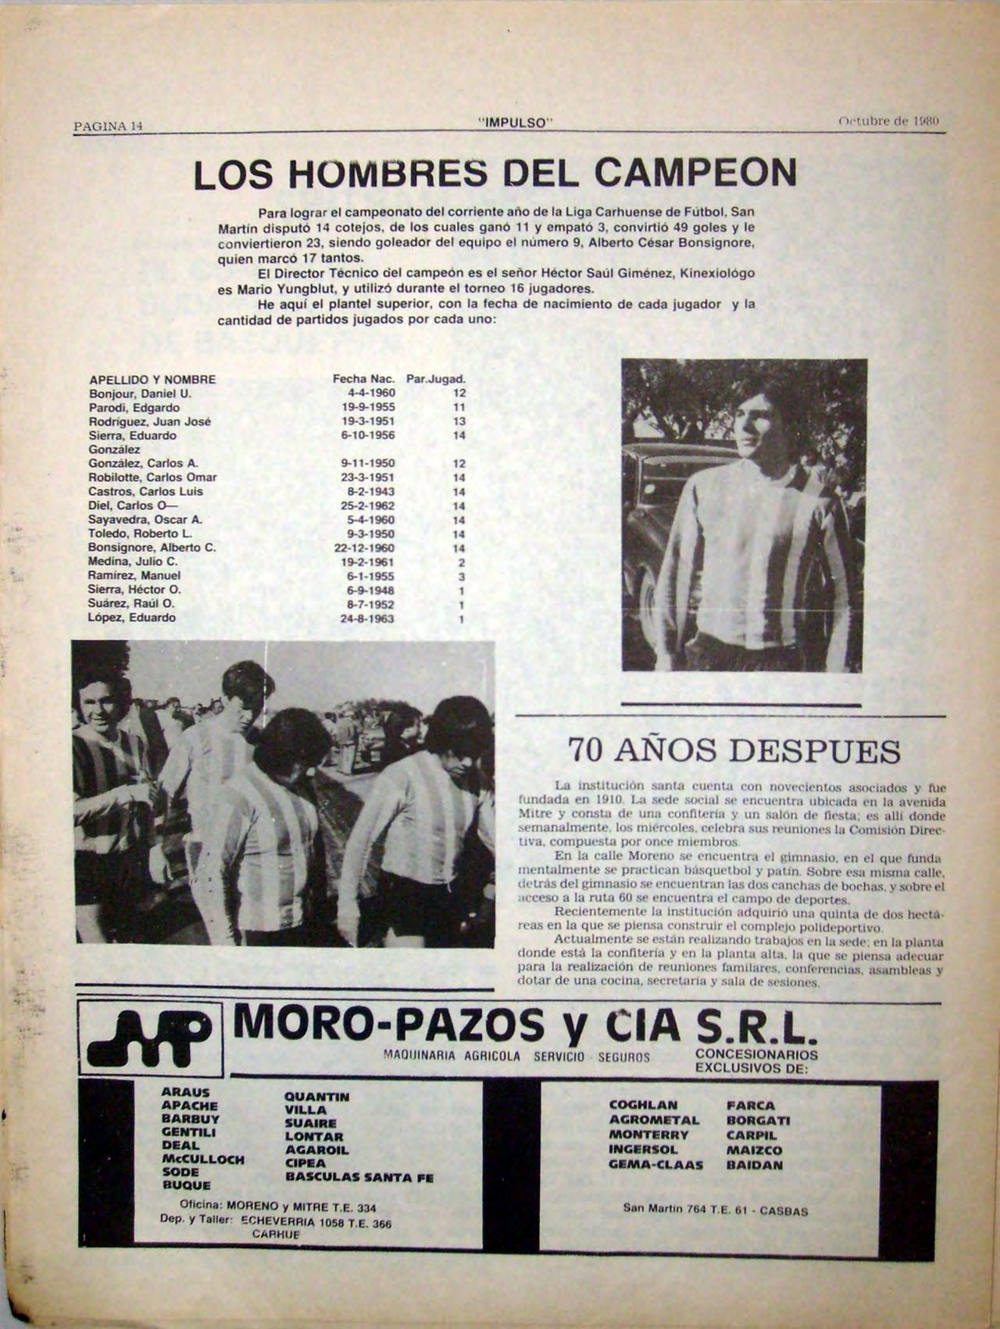 PAGINA 14
"IMPULSO"
Octubre de 1980
LOS HOMBRES DEL CAMPEON
Para lograr el campeonato del corriente año de la Liga Carhuense de Fútbol, San
Martín disputó 14 cotejos, de los cuales ganó 11 y empató 3, convirtió 49 goles y le
conviertieron 23, siendo goleador del equipo el número 9, Alberto César Bonsignore,
quien marcó 17 tantos.
El Director Técnico del campeón es el señor Héctor Saúl Giménez, Kinexiológo
es Mario Yungblut, y utilizó durante el torneo 16 jugadores.
He aquí el plantel superior, con la fecha de nacimiento de cada jugador y la
cantidad de partidos jugados por cada uno:
APELLIDO Y NOMBRE Fecha Nac. Par.Jugad.
Bonjour, Daniel U. 4-4-1960 12
Parodi, Edgardo 19-9-1955 11
Rodríguez, Juan José 19-3-1951 13
Sierra, Eduardo 6-10-1956 14
González
González, Carlos A. 9-11-1950 12
Robilotte, Carlos Omar 23-3-1951 14
Castros, Carlos Luis 8-2-1943 14
Diel, Carlos O— 25-2-1962 14
Sayavedra, Oscar A. 5-4-1960 14
Toledo, Roberto L. 9-3-1950 14
Bonsignore, Alberto C. 22-12-1960 14
Medina, Julio C. 19-2-1961 2
Ramírez, Manuel 6-1-1955 3
Sierra, Héctor O. 6-9-1948 1
Suárez, Raúl O. 8-7-1952 1
López, Eduardo 24-8-1963 1
70 AÑOS DESPUES
La institución santa cuenta con novecientos asociados y fue
fundada en 1910. La sede social se encuentra ubicada en la avenida
Mitre y consta de una confitería y un salón de fiesta; es allí donde
semanalmente, los miércoles, celebra sus reuniones la Comisión Direc-
tiva, compuesta por once miembros.
En la calle Moreno se encuentra el gimnasio, en el que funda
mentalmente se practican básquetbol y patín. Sobre esa misma calle,
detrás del gimnasio se encuentran las dos canchas de bochas, y sobre el
acceso a la ruta 60 se encuentra el campo de deportes.
Recientemente la institución adquirió una quinta de dos hectá-
reas en la que se piensa construir el complejo polideportivo.
Actualmente se están realizando trabajos en la sede; en la planta
donde está la confitería y en la planta alta, la que se piensa adecuar
para la realización de reuniones familares, conferencias, asambleas y
dotar de una cocina, secretaría y sala de sesiones.
MP
MORO-PAZOS y CIA S.R.L.
MAQUINARIA AGRICOLA SERVICIO SEGUROS
CONCESIONARIOS
EXCLUSIVOS DE:
ARAUS
APACHE
BARBUY
GENTILI
DEAL
McCULLOCH
SODE
BUQUE
QUANTIN
VILLA
SUAIRE
LONTAR
AGAROIL
CIPEA
BASCULAS SANTA FE
Oficina: MORENO y MITRE T.E. 334
Dep. y Taller: ECHEVERRIA 1058 T.E. 366
CARHUE
COGHLAN
AGROMETAL
MONTERRY
INGERSOL
GEMA-CLAAS
FARCA
BORGATI
CARPIL
MAIZCO
BAIDAN
San Martín 764 T.E. 61 - CASBAS